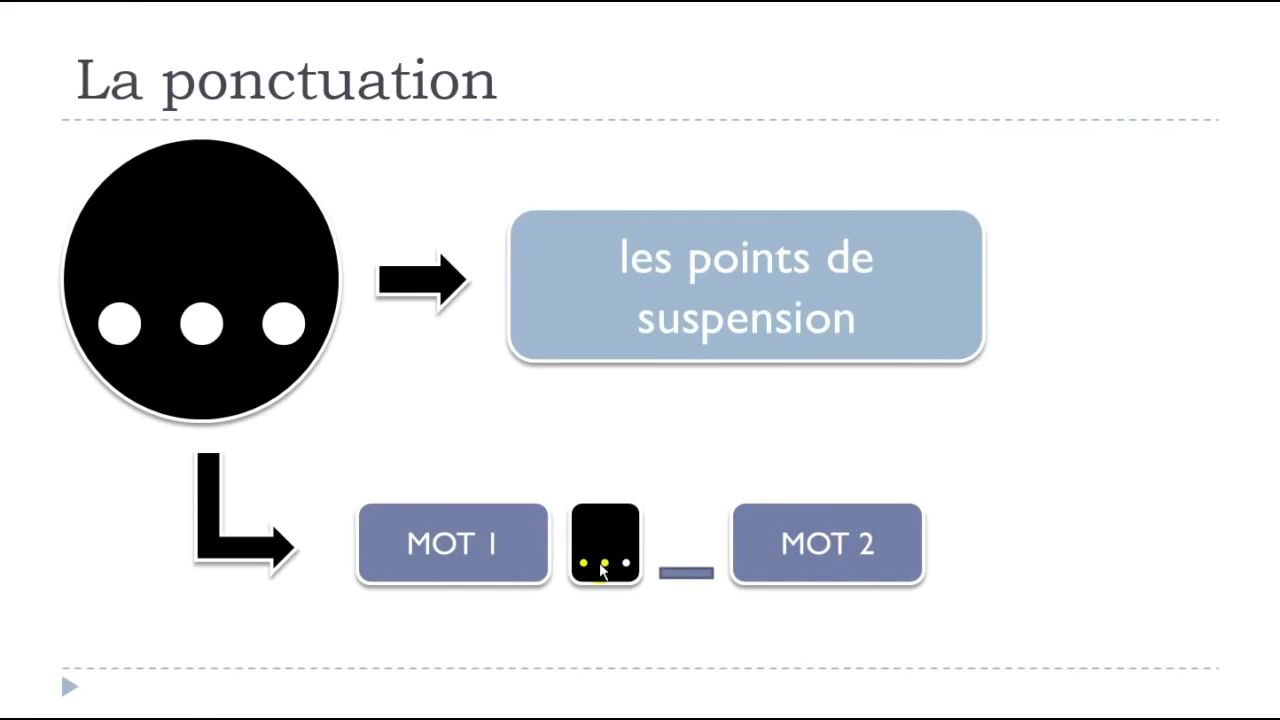 La ponctuation
les points de
suspension
MOT 1
MOT 2